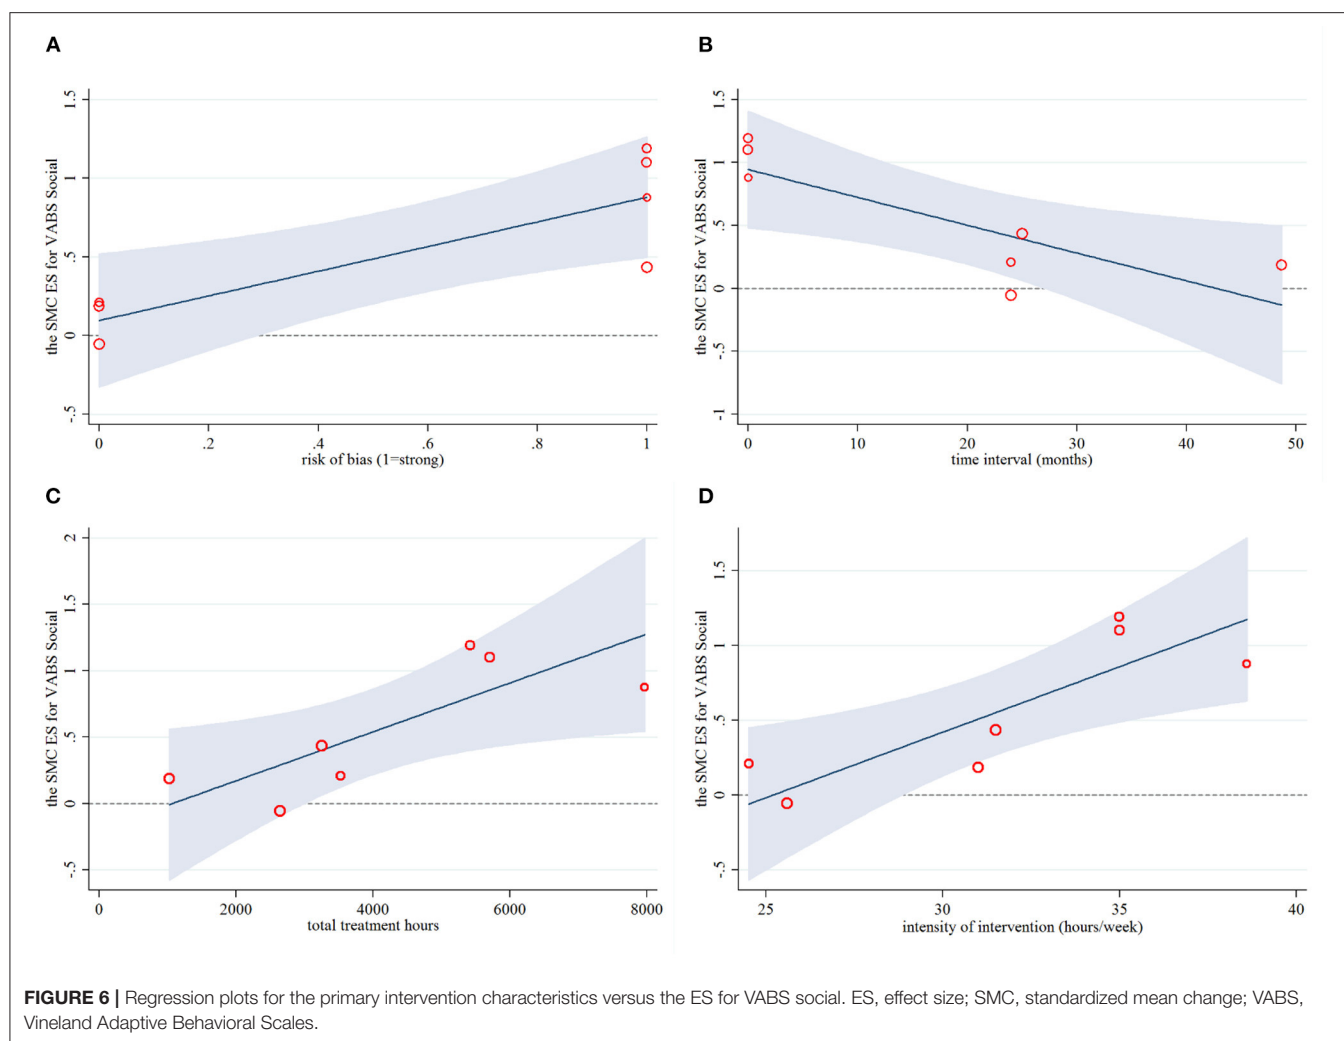 A
the SMC ES for VABS Social
1.5
1
.5
0
-.5
0 .2 .4 .6 .8 1
risk of bias (1=strong)
B
the SMC ES for VABS Social
1.5
1
.5
0
-.5
-1
0 10 20 30 40 50
time interval (months)
C
the SMC ES for VABS Social
2
1.5
1
.5
0
-.5
0 2000 4000 6000 8000
total treatment hours
D
the SMC ES for VABS Social
1.5
1
.5
0
-.5
25 30 35 40
intensity of intervention (hours/week)
FIGURE 6 | Regression plots for the primary intervention characteristics versus the ES for VABS social. ES, effect size; SMC, standardized mean change; VABS,
Vineland Adaptive Behavioral Scales.